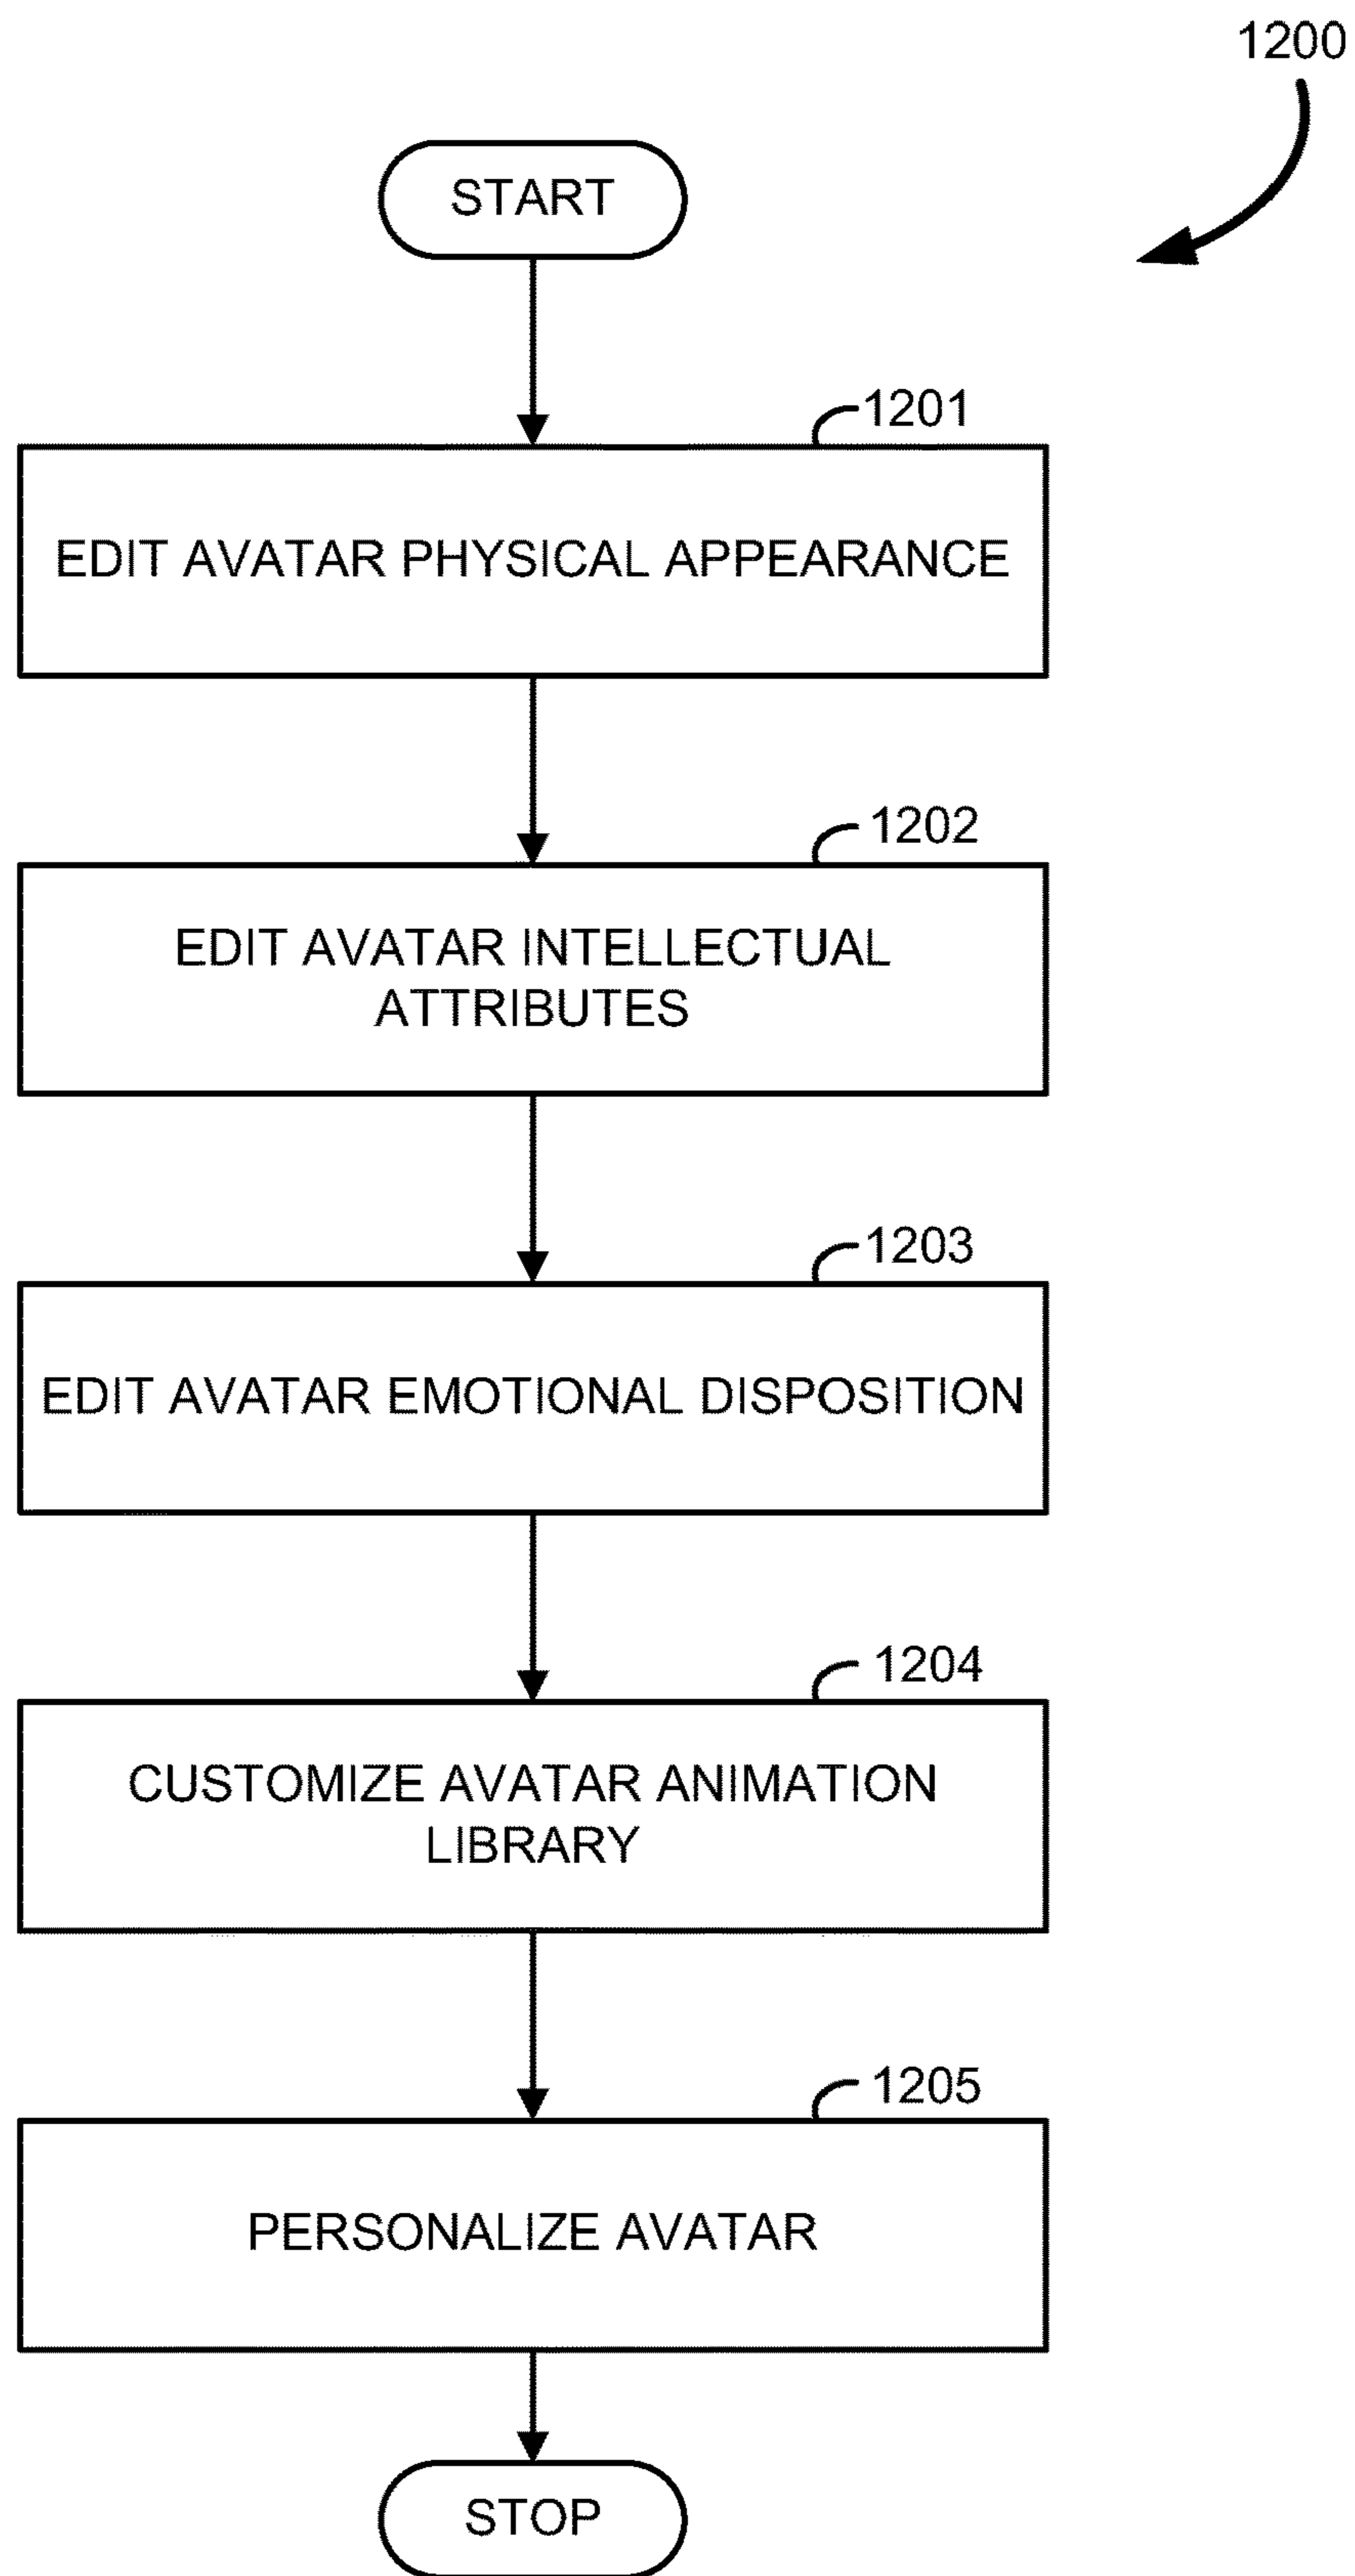 1200
START
1201
EDIT AVATAR PHYSICAL APPEARANCE
1202
EDIT AVATAR INTELLECTUAL
ATTRIBUTES
1203
EDIT AVATAR EMOTIONAL DISPOSITION
1204
CUSTOMIZE AVATAR ANIMATION
LIBRARY
1205
PERSONALIZE AVATAR
STOP